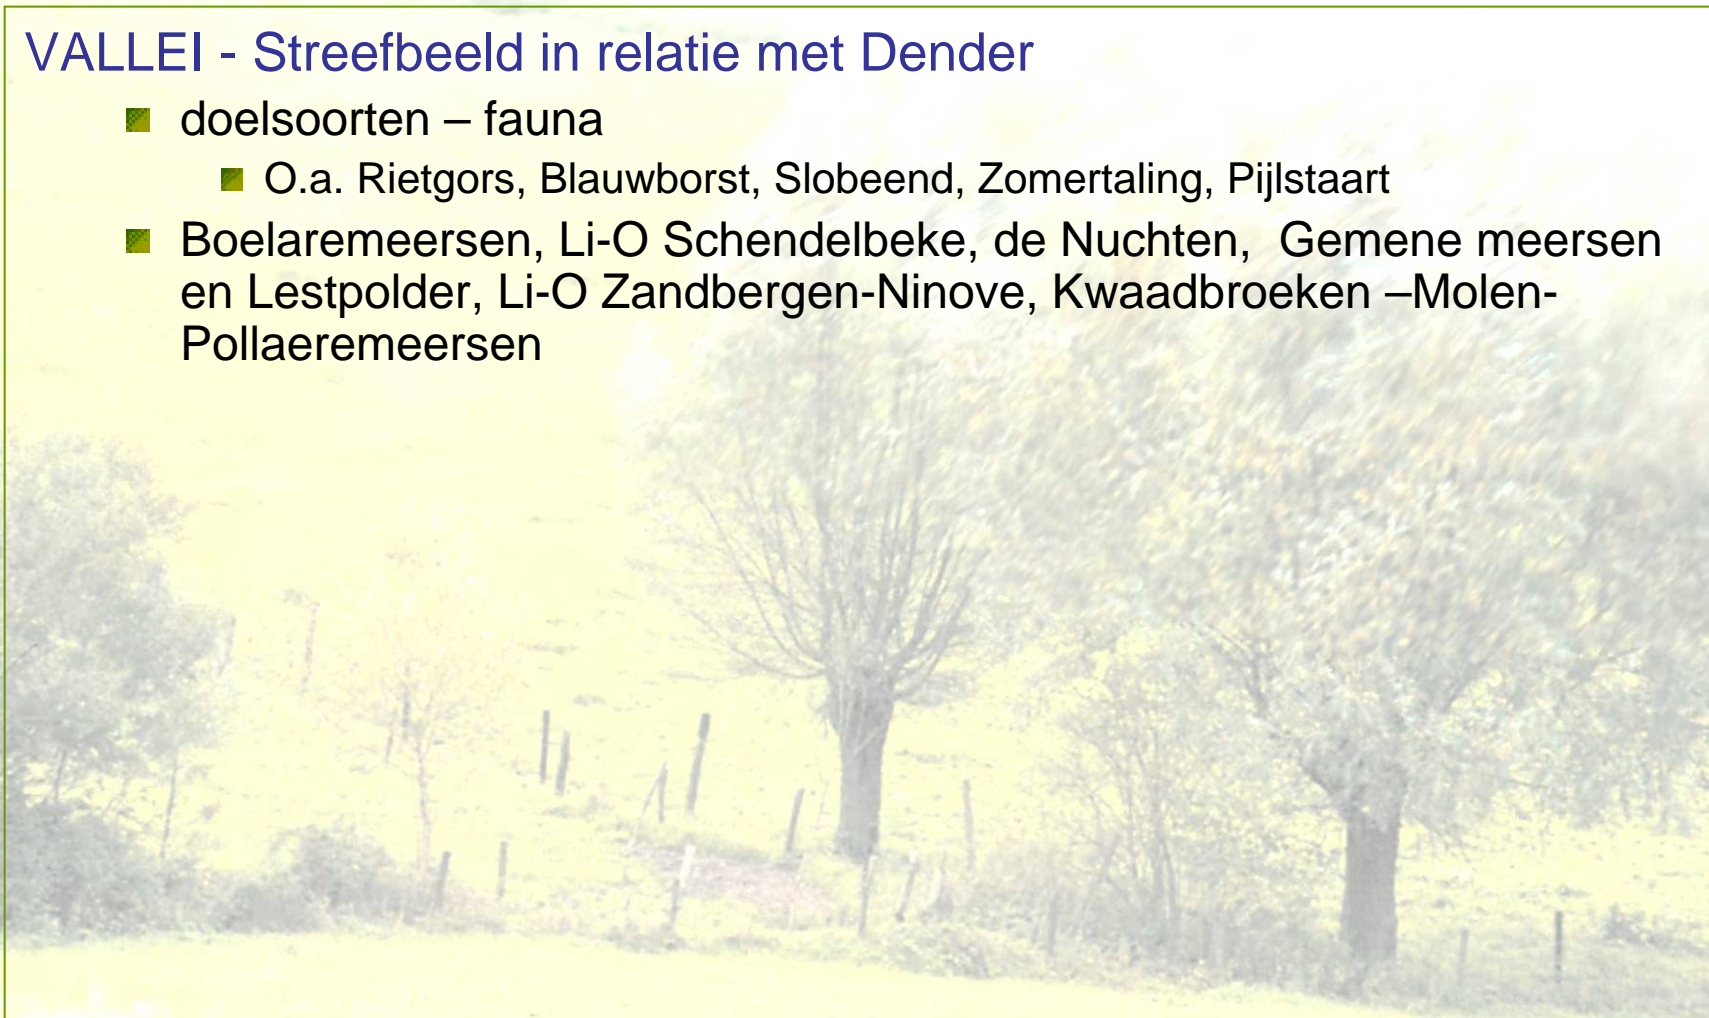 VALLEI - Streefbeeld in relatie met Dender
doelsoorten – fauna
O.a. Rietgors, Blauwborst, Slobeend, Zomertaling, Pijlstaart
Boelaremeersen, Li-O Schendelbeke, de Nuchten, Gemene meersen
en Lestpolder, Li-O Zandbergen-Ninove, Kwaadbroeken –Molen-
Pollaeremeersen